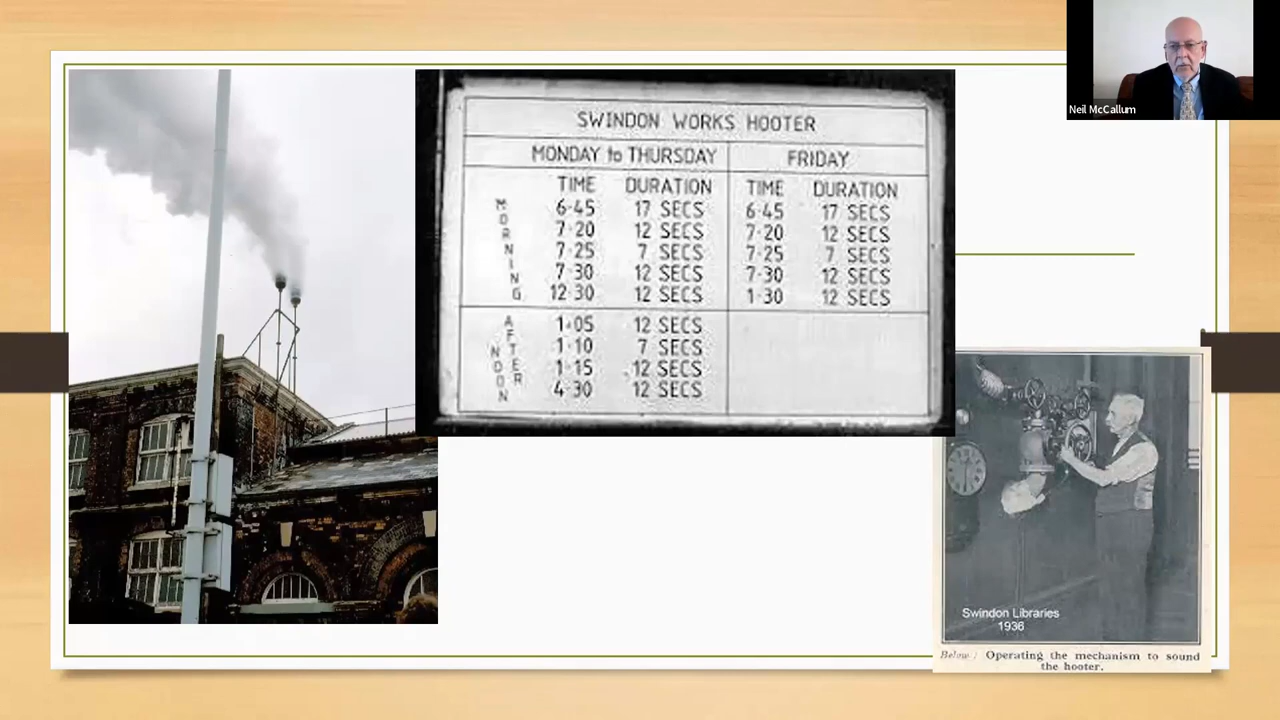 Neil McCallum
SWINDON WORKS HOOTER
MONDAY to THURSDAY FRIDAY
TIME DURATION TIME DURATION
MORNING
6·45 17 SECS 6·45 17 SECS
7·20 12 SECS 7·20 12 SECS
7·25 7 SECS 7·25 7 SECS
7·30 12 SECS 7·30 12 SECS
12·30 12 SECS 1·30 12 SECS
AFTER
NOON
1·05 12 SECS
1·10 7 SECS
1·15 12 SECS
4·30 12 SECS
Swindon Libraries
1936
Below: Operating the mechanism to sound
the hooter.